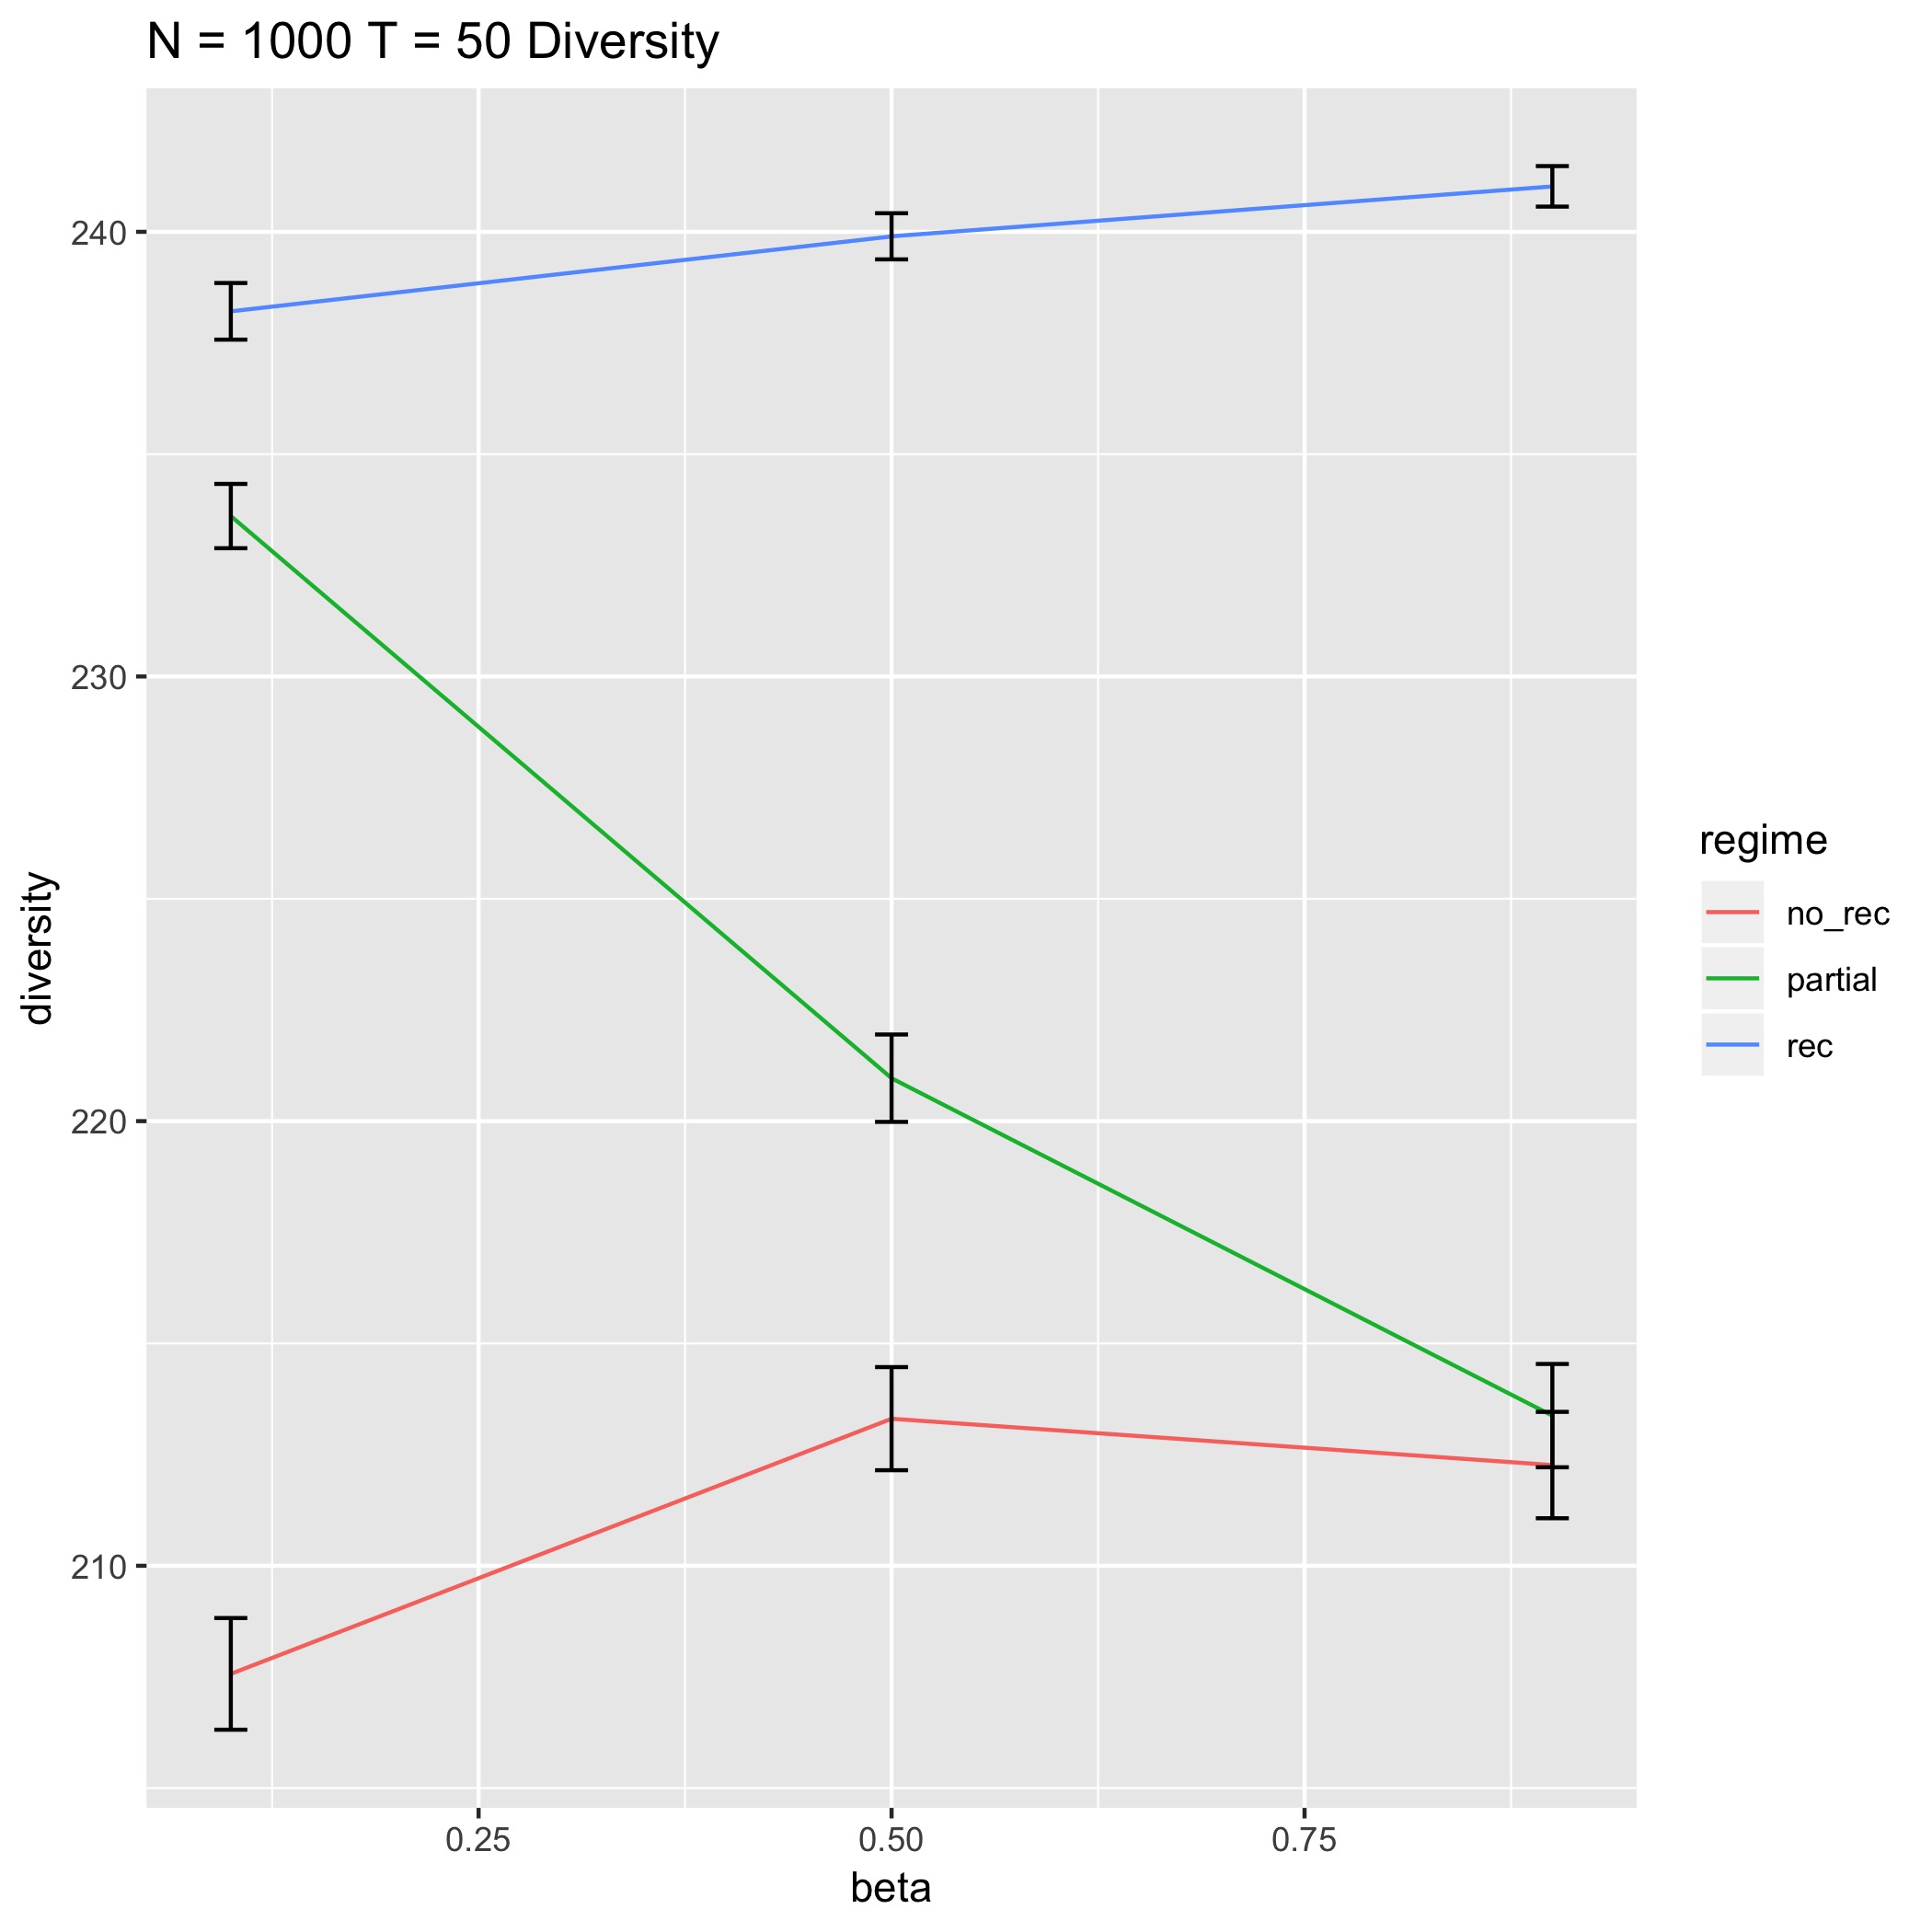 N = 1000 T = 50 Diversity
240
230
220
210
diversity
0.25 0.50 0.75
beta
regime
no_rec
partial
rec